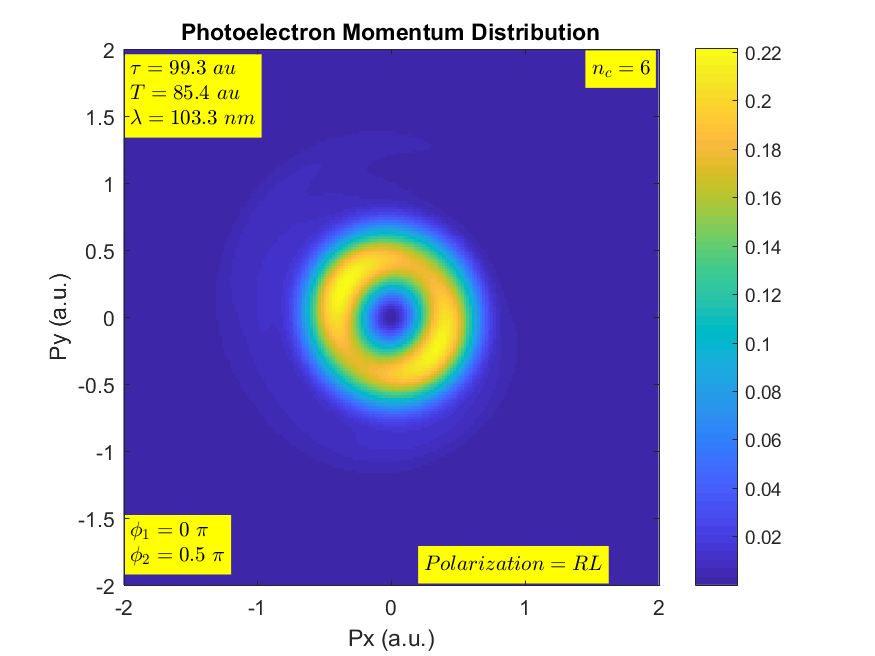 Photoelectron Momentum Distribution
τ = 99.3 au
T = 85.4 au
λ = 103.3 nm
n_c = 6
ϕ_1 = 0 π
ϕ_2 = 0.5 π
Polarization = RL
2
1.5
1
0.5
0
-0.5
-1
-1.5
-2
Py (a.u.)
-2
-1
0
1
2
Px (a.u.)
0.22
0.2
0.18
0.16
0.14
0.12
0.1
0.08
0.06
0.04
0.02